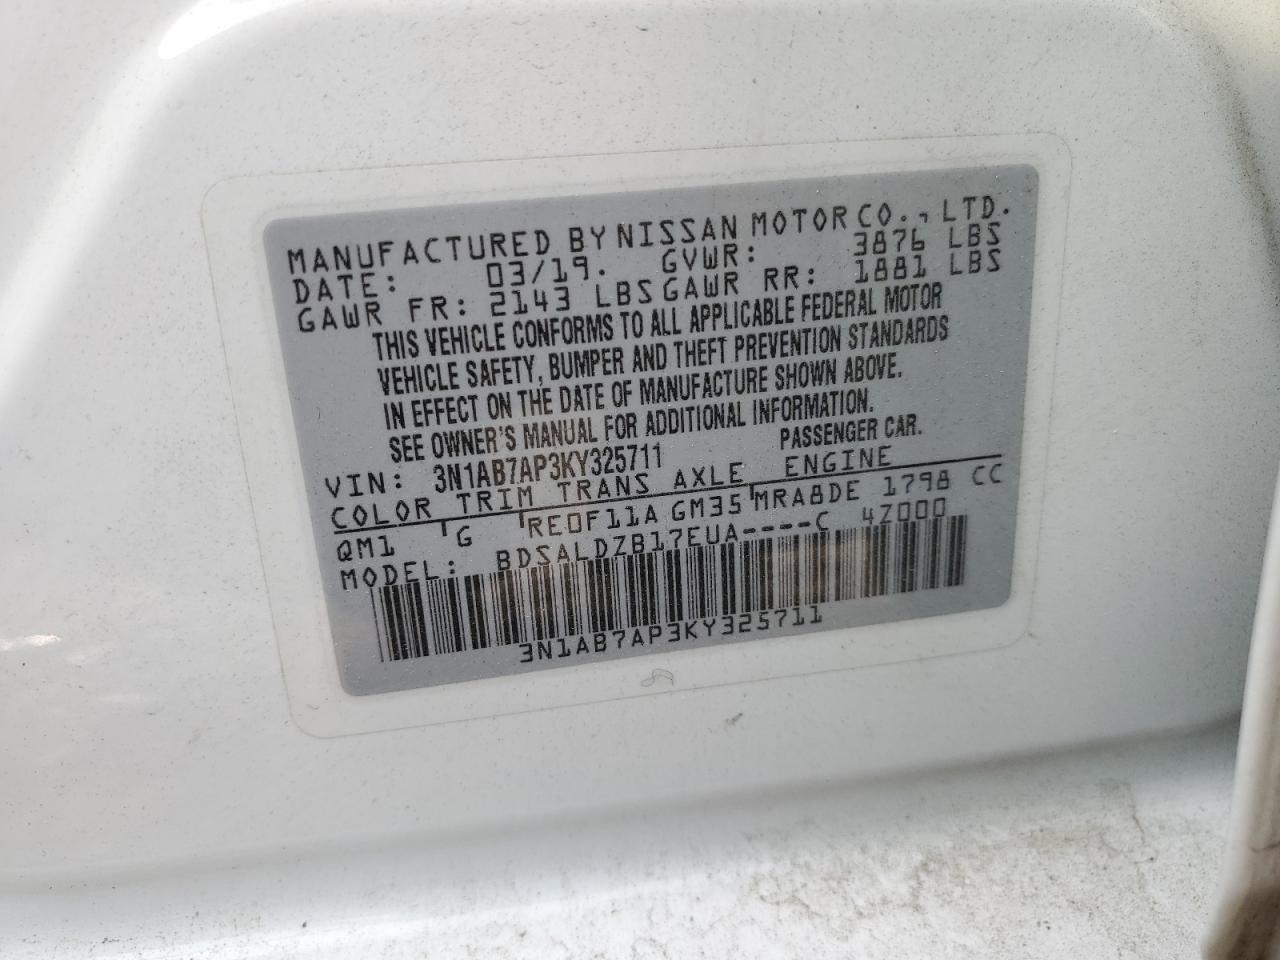 MANUFACTURED BY NISSAN MOTOR CO., LTD.
DATE: 03/19. GVWR: 3876 LBS
GAWR FR: 2143 LBS GAWR RR: 1881 LBS
THIS VEHICLE CONFORMS TO ALL APPLICABLE FEDERAL MOTOR
VEHICLE SAFETY, BUMPER AND THEFT PREVENTION STANDARDS
IN EFFECT ON THE DATE OF MANUFACTURE SHOWN ABOVE.
SEE OWNER'S MANUAL FOR ADDITIONAL INFORMATION.
VIN: 3N1AB7AP3KY325711 PASSENGER CAR.
COLOR TRIM TRANS AXLE ENGINE
QM1 G RE0F11A GM35 MRA8DE 1798 CC
MODEL: BDSALDZB17EUA----C 4Z000
3N1AB7AP3KY325711